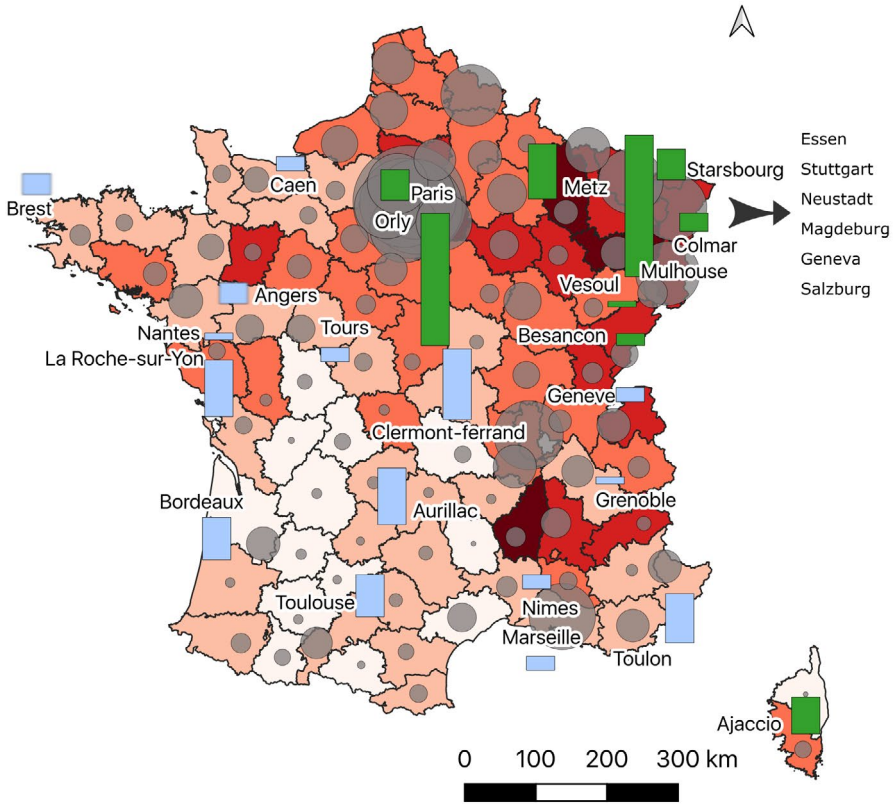 Essen
Stuttgart
Neustadt
Magdeburg
Geneva
Salzburg
Starsbourg
Metz
Caen
Paris
Brest
Orly
Colmar
Mulhouse
Vesoul
Angers
Nantes
Tours
Besancon
La Roche-sur-Yon
Geneve
Clermont-ferrand
Bordeaux
Aurillac
Grenoble
Toulouse
Nimes
Marseille
Toulon
Ajaccio
0 100 200 300 km